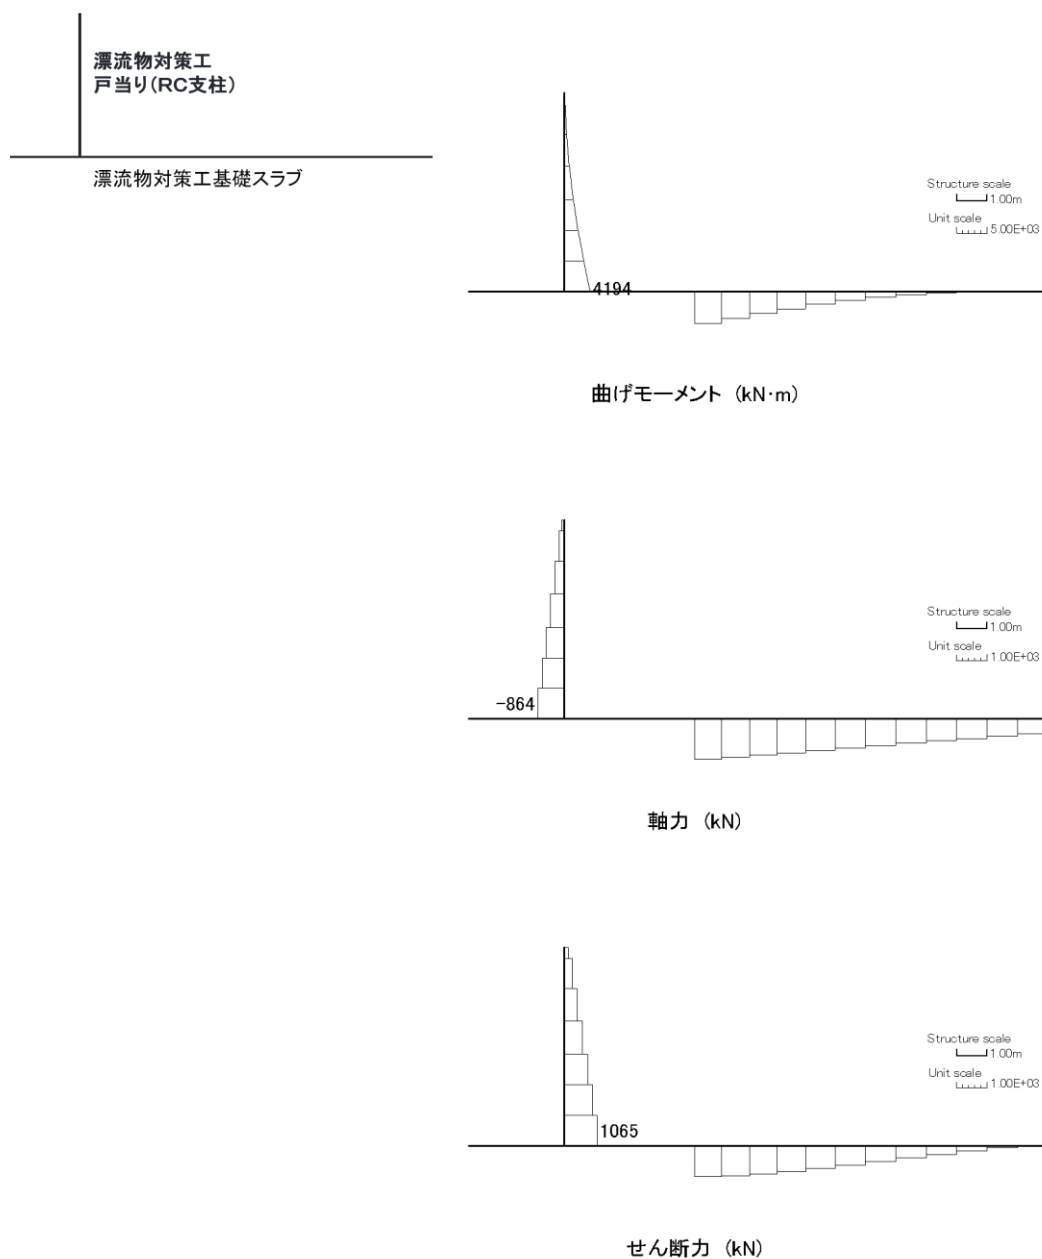 漂流物対策工
戸当り(RC支柱)
漂流物対策工基礎スラブ
Structure scale
1.00m
Unit scale
5.00E+03
4194
曲げモーメント (kN·m)
Structure scale
1.00m
Unit scale
1.00E+03
-864
軸力 (kN)
Structure scale
1.00m
Unit scale
1.00E+03
1065
せん断力 (kN)